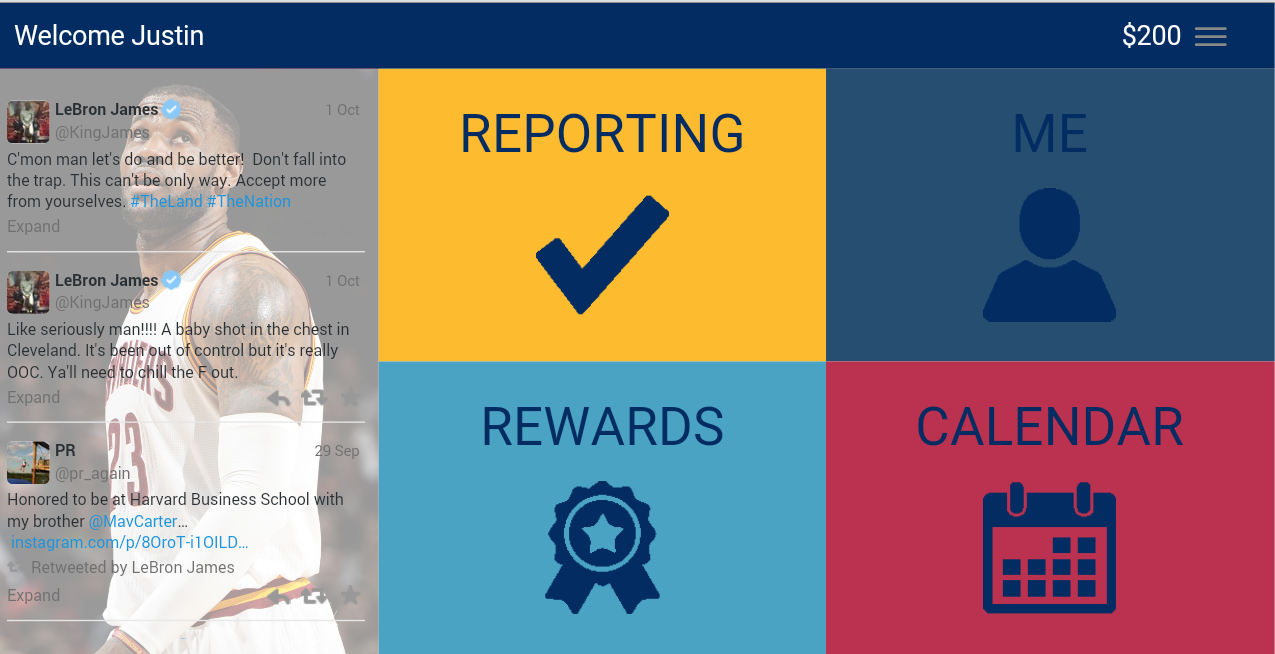 Welcome Justin
$200
LeBron James
1 Oct
@KingJames
C'mon man let's do and be better!  Don't fall into
the trap. This can't be only way. Accept more
from yourselves. #TheLand #TheNation
Expand
LeBron James
1 Oct
@KingJames
Like seriously man!!!! A baby shot in the chest in
Cleveland. It's been out of control but it's really
OOC. Ya'll need to chill the F out.
Expand
PR
29 Sep
@pr_again
Honored to be at Harvard Business School with
my brother @MavCarter…
instagram.com/p/8OroT-i1OILD…
Retweeted by LeBron James
Expand
23
REPORTING
ME
REWARDS
CALENDAR